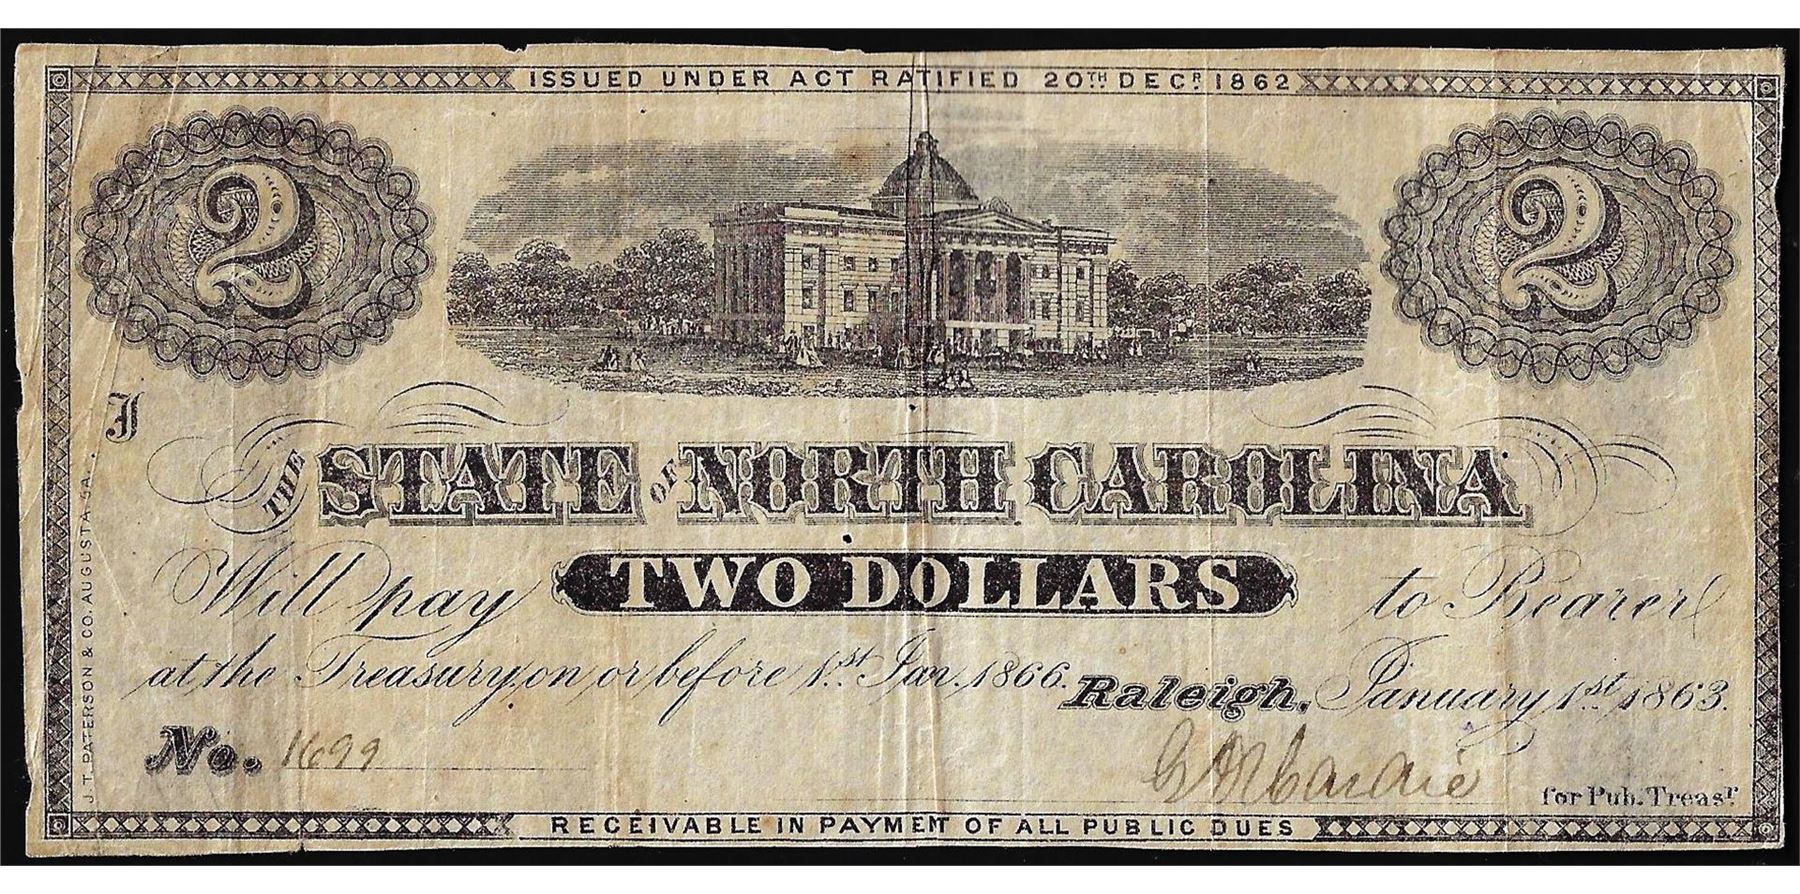 ISSUED UNDER ACT RATIFIED 20TH DECR 1862
2 2
J
THE STATE OF NORTH CAROLINA
Will pay TWO DOLLARS to Bearer
at the Treasury, on or before 1st Jan. 1866. Raleigh, January 1st 1863.
No. 1699
for Pub. Treasr
RECEIVABLE IN PAYMENT OF ALL PUBLIC DUES
J. T. PATERSON & CO. AUGUSTA GA.